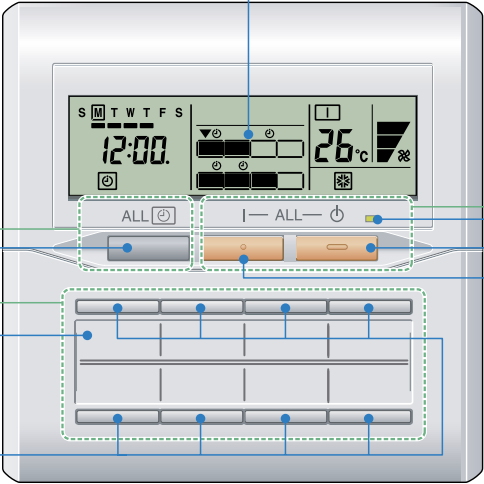 S M T W T F S
12:00.
26°C
ALL
I — ALL — ⏻